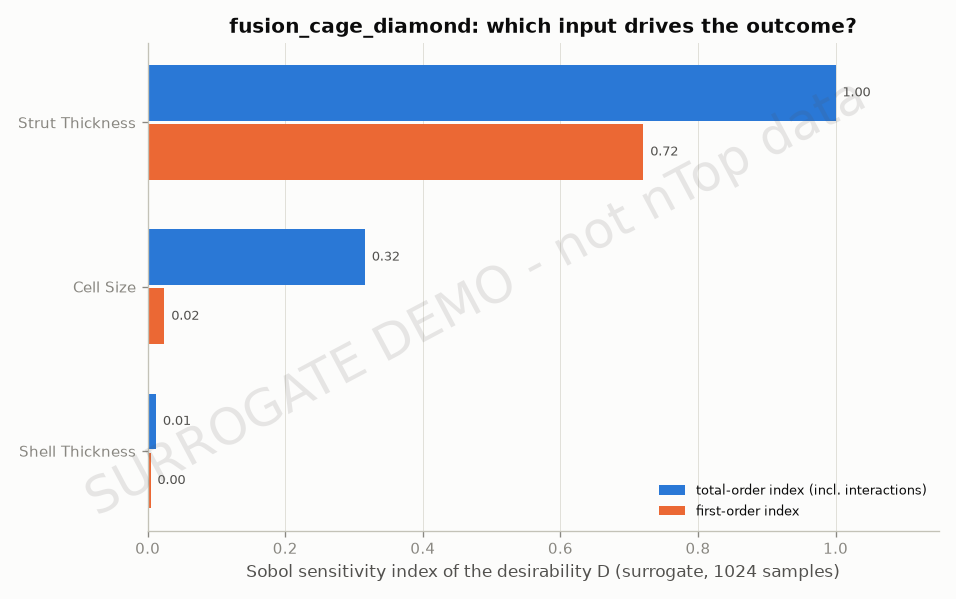 fusion_cage_diamond: which input drives the outcome?
Strut Thickness
1.00
0.72
Cell Size
0.32
0.02
Shell Thickness
0.01
0.00
SURROGATE DEMO - not nTop data
total-order index (incl. interactions)
first-order index
0.0 0.2 0.4 0.6 0.8 1.0
Sobol sensitivity index of the desirability D (surrogate, 1024 samples)